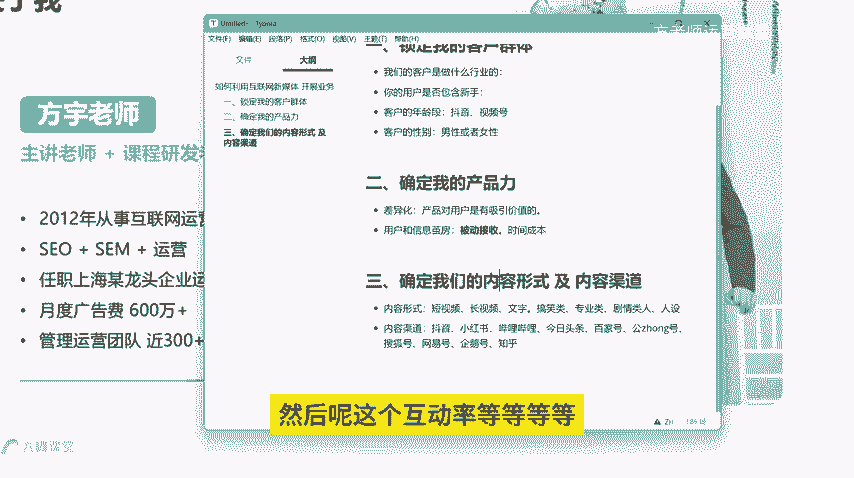 于我
方宇老师
主讲老师 + 课程研发
• 2012年从事互联网运营
• SEO + SEM + 运营
• 任职上海某龙头企业运
• 月度广告费 600万+
• 管理运营团队 近300+
Untitled - Typora
文件(F) 编辑(E) 段落(P) 格式(O) 视图(V) 主题(T) 帮助(H)
文件 大纲
如何利用互联网新媒体 开展业务
一、锁定我的客户群体
二、确定我的产品力
三、确定我们的内容形式 及
内容渠道
一、锁定我的客户群体
• 我们的客户是做什么行业的：
• 你的用户是否包含新手：
• 客户的年龄段：抖音、视频号
• 客户的性别：男性或者女性
二、确定我的产品力
• 差异化：产品对用户是有吸引价值的。
• 用户和信息茧房：被动接收，时间成本
三、确定我们的内容形式 及 内容渠道
• 内容形式：短视频、长视频、文字。搞笑类、专业类、剧情类人、人设
• 内容渠道：抖音、小红书、哔哩哔哩、今日头条、百家号、公zhong号、
搜狐号、网易号、企鹅号、知乎
然后呢这个互动率等等等等